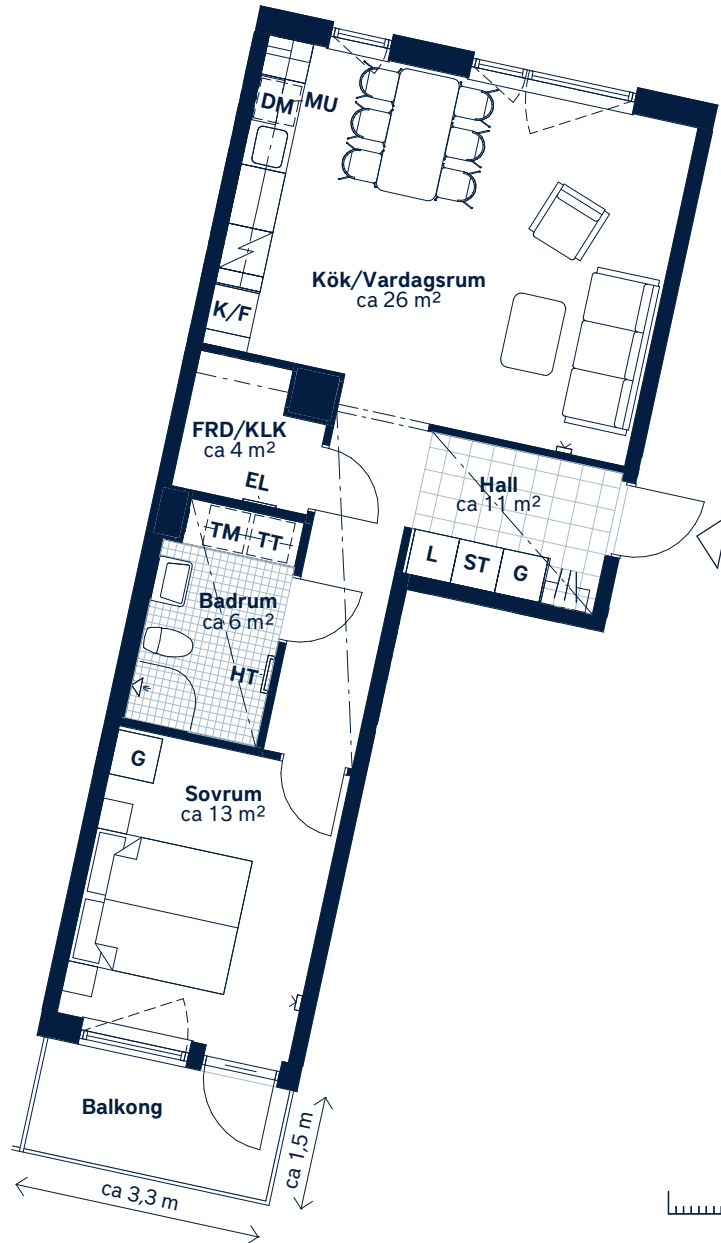 DM MU
Kök/Vardagsrum
ca 26 m²
K/F
FRD/KLK
ca 4 m²
EL
Hall
ca 11 m²
TM TT
L ST G
Badrum
ca 6 m²
HT
G
Sovrum
ca 13 m²
Balkong
ca 1,5 m
ca 3,3 m